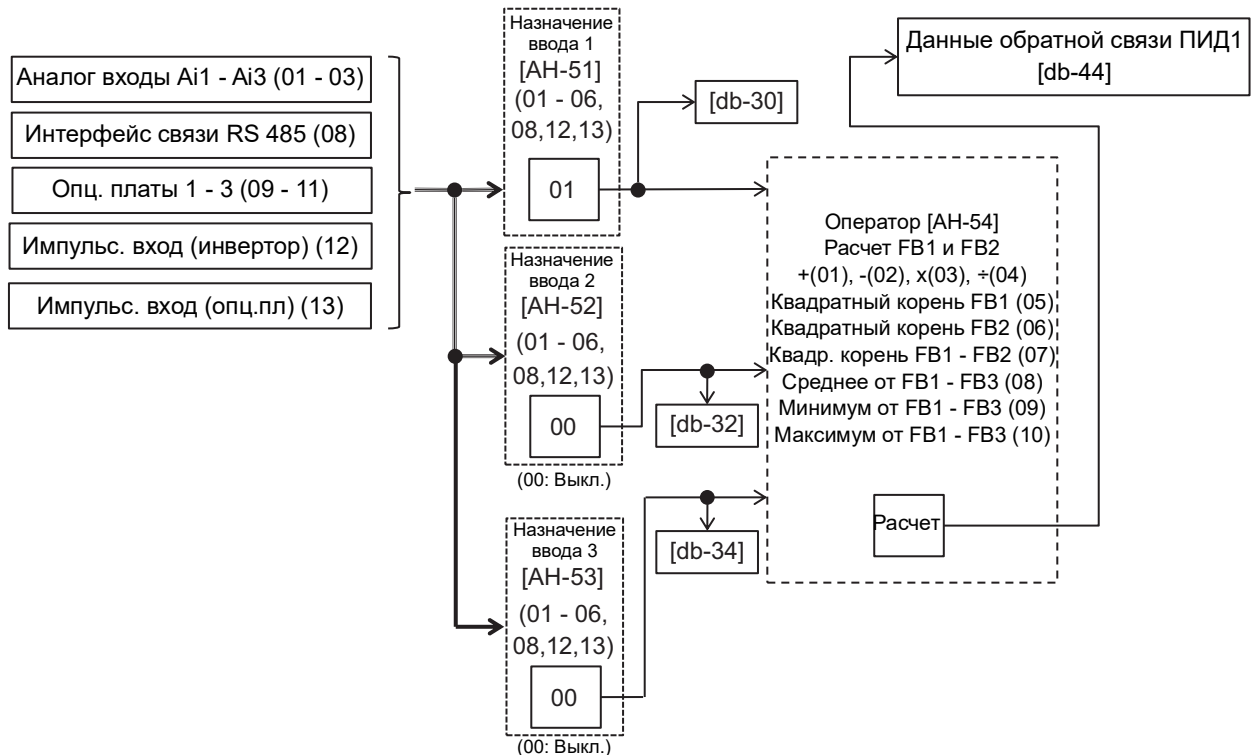 Аналог входы Ai1 - Ai3 (01 - 03)
Интерфейс связи RS 485 (08)
Опц. платы 1 - 3 (09 - 11)
Импульс. вход (инвертор) (12)
Импульс. вход (опц.пл) (13)
Назначение
ввода 1
[AH-51]
(01 - 06,
08,12,13)
01
[db-30]
Назначение
ввода 2
[AH-52]
(01 - 06,
08,12,13)
00
(00: Выкл.)
[db-32]
Назначение
ввода 3
[AH-53]
(01 - 06,
08,12,13)
00
(00: Выкл.)
[db-34]
Оператор [AH-54]
Расчет FB1 и FB2
+(01), -(02), x(03), ÷(04)
Квадратный корень FB1 (05)
Квадратный корень FB2 (06)
Квадр. корень FB1 - FB2 (07)
Среднее от FB1 - FB3 (08)
Минимум от FB1 - FB3 (09)
Максимум от FB1 - FB3 (10)
Расчет
Данные обратной связи ПИД1
[db-44]